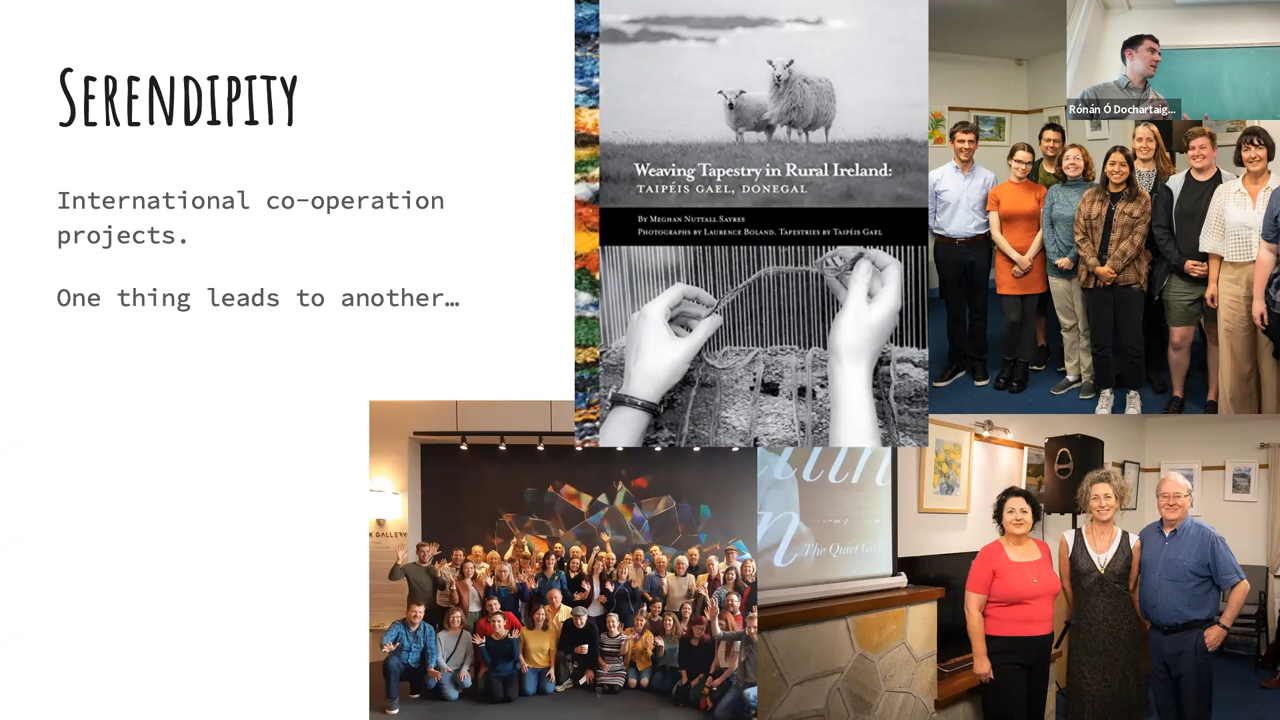 Serendipity
International co-operation
projects.
One thing leads to another…
Weaving Tapestry in Rural Ireland:
TAIPÉIS GAEL, DONEGAL
By Meghan Nuttall Sayres
Photographs by Laurence Boland, Tapestries by Taipéis Gael
Rónán Ó Dochartaig...
K GALLERY
The Quiet